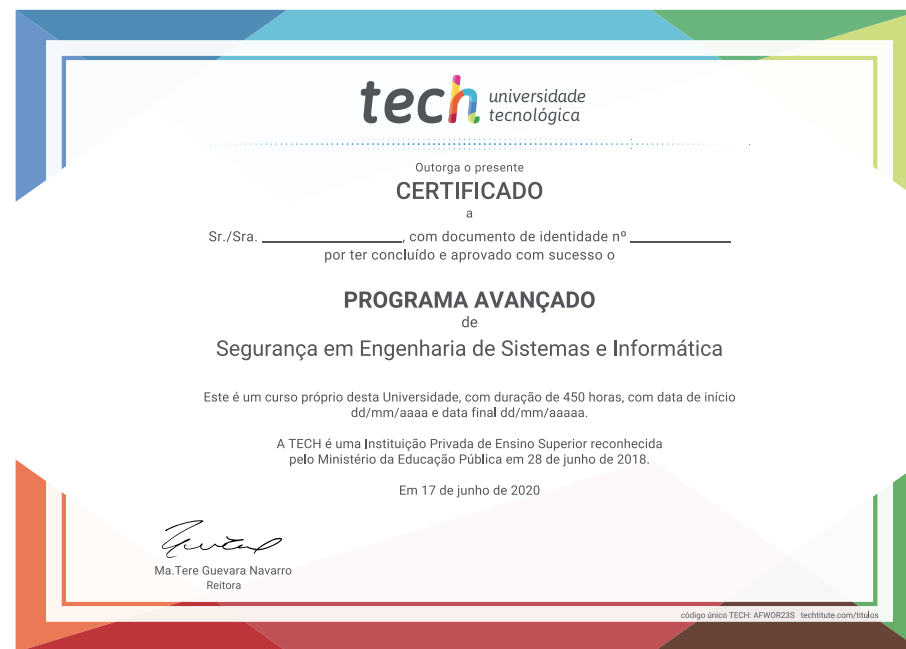 tech universidade
tecnológica
Outorga o presente
CERTIFICADO
a
Sr./Sra. ________________, com documento de identidade nº ____________
por ter concluído e aprovado com sucesso o
PROGRAMA AVANÇADO
de
Segurança em Engenharia de Sistemas e Informática
Este é um curso próprio desta Universidade, com duração de 450 horas, com data de início
dd/mm/aaaa e data final dd/mm/aaaaa.
A TECH é uma Instituição Privada de Ensino Superior reconhecida
pelo Ministério da Educação Pública em 28 de junho de 2018.
Em 17 de junho de 2020
Ma.Tere Guevara Navarro
Reitora
código único TECH: AFWOR23S techtitute.com/titulos